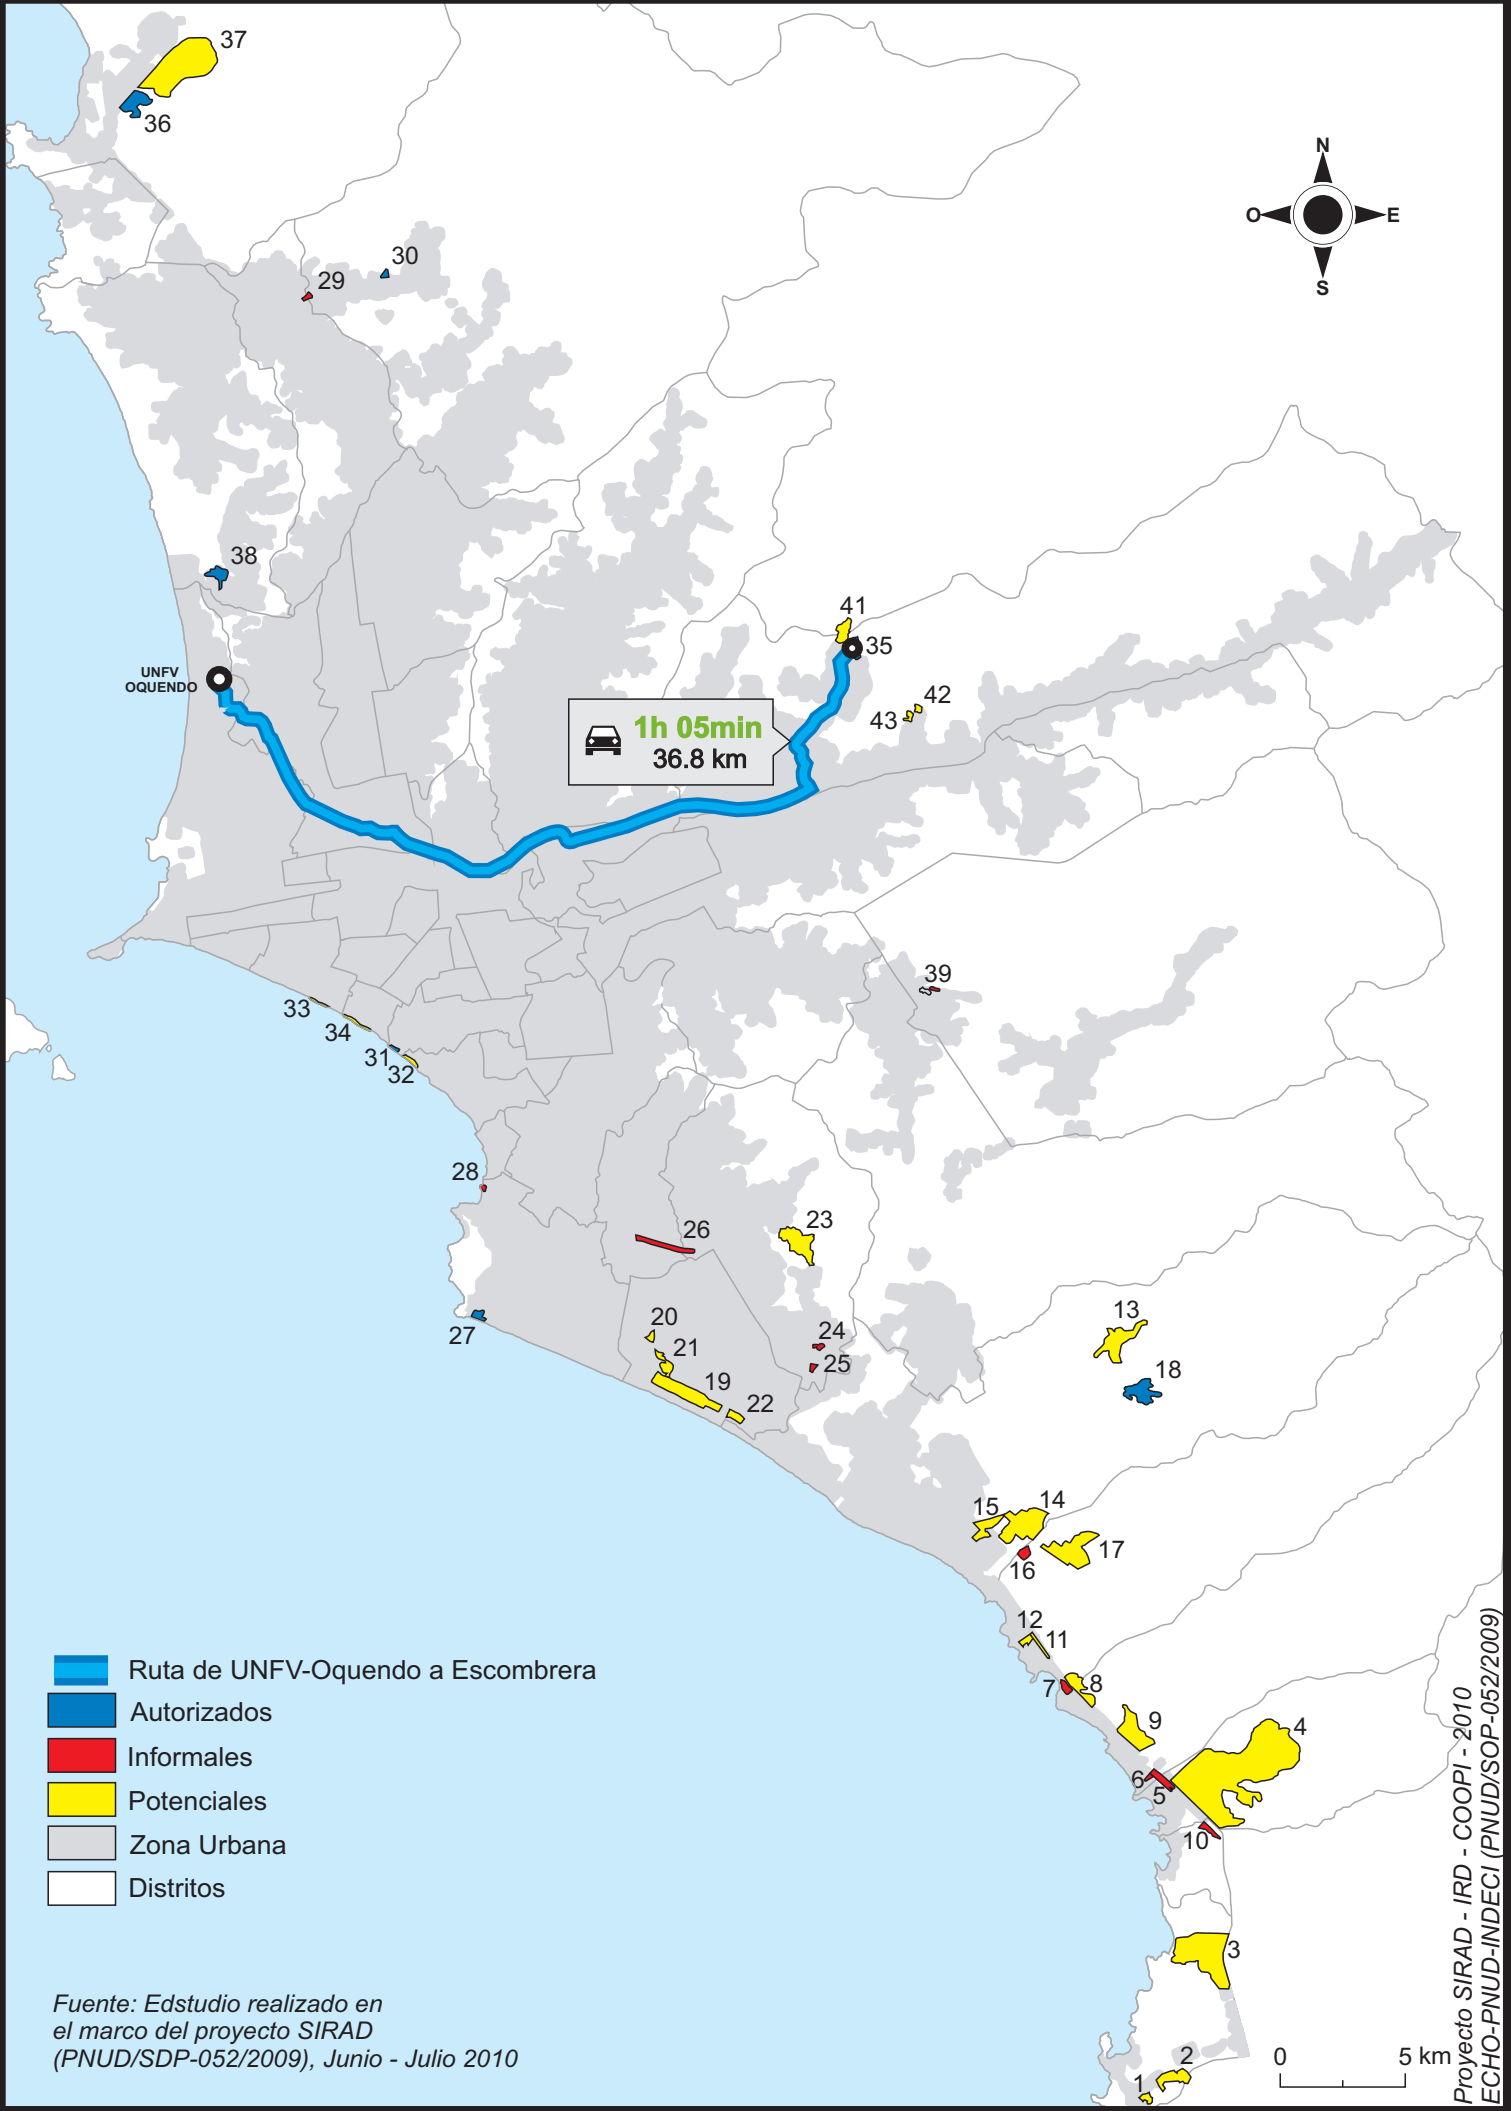 37
36
N
O
E
S
30
29
38
41
35
UNFV
OQUENDO
42
43
1h 05min
36.8 km
39
33
34
31
32
28
26
23
27
20
21
19
22
24
25
13
18
15
14
17
16
12
11
7
8
9
4
6
5
10
3
2
1
Ruta de UNFV-Oquendo a Escombrera
Autorizados
Informales
Potenciales
Zona Urbana
Distritos
Fuente: Edstudio realizado en
el marco del proyecto SIRAD
(PNUD/SDP-052/2009), Junio - Julio 2010
0
5 km
Proyecto SIRAD - IRD - COOPI - 2010
ECHO-PNUD-INDECI (PNUD/SOP-052/2009)